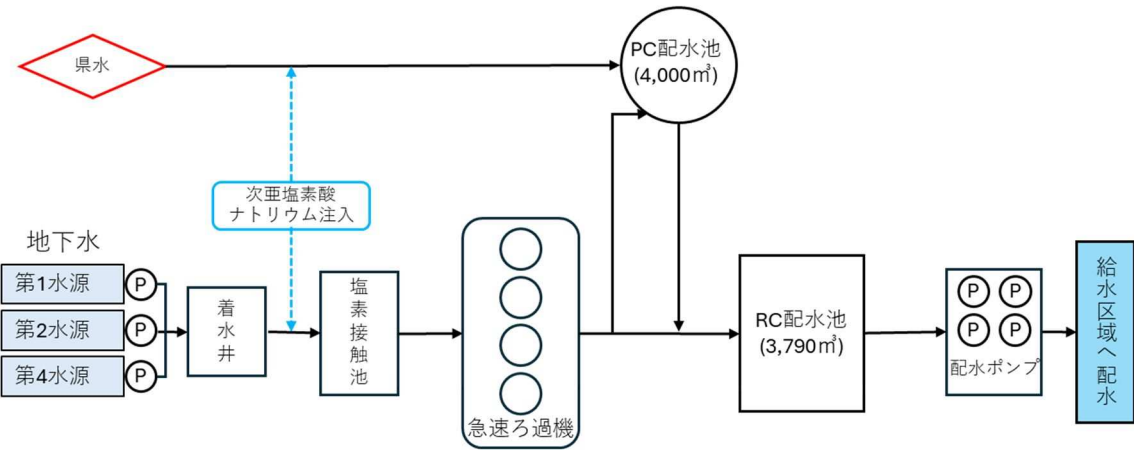 県水
PC配水池
(4,000㎥)
次亜塩素酸
ナトリウム注入
地下水
第1水源
P
第2水源
P
第4水源
P
着水井
塩素接触池
急速ろ過機
RC配水池
(3,790㎥)
P P
P P
配水ポンプ
給水区域へ配水